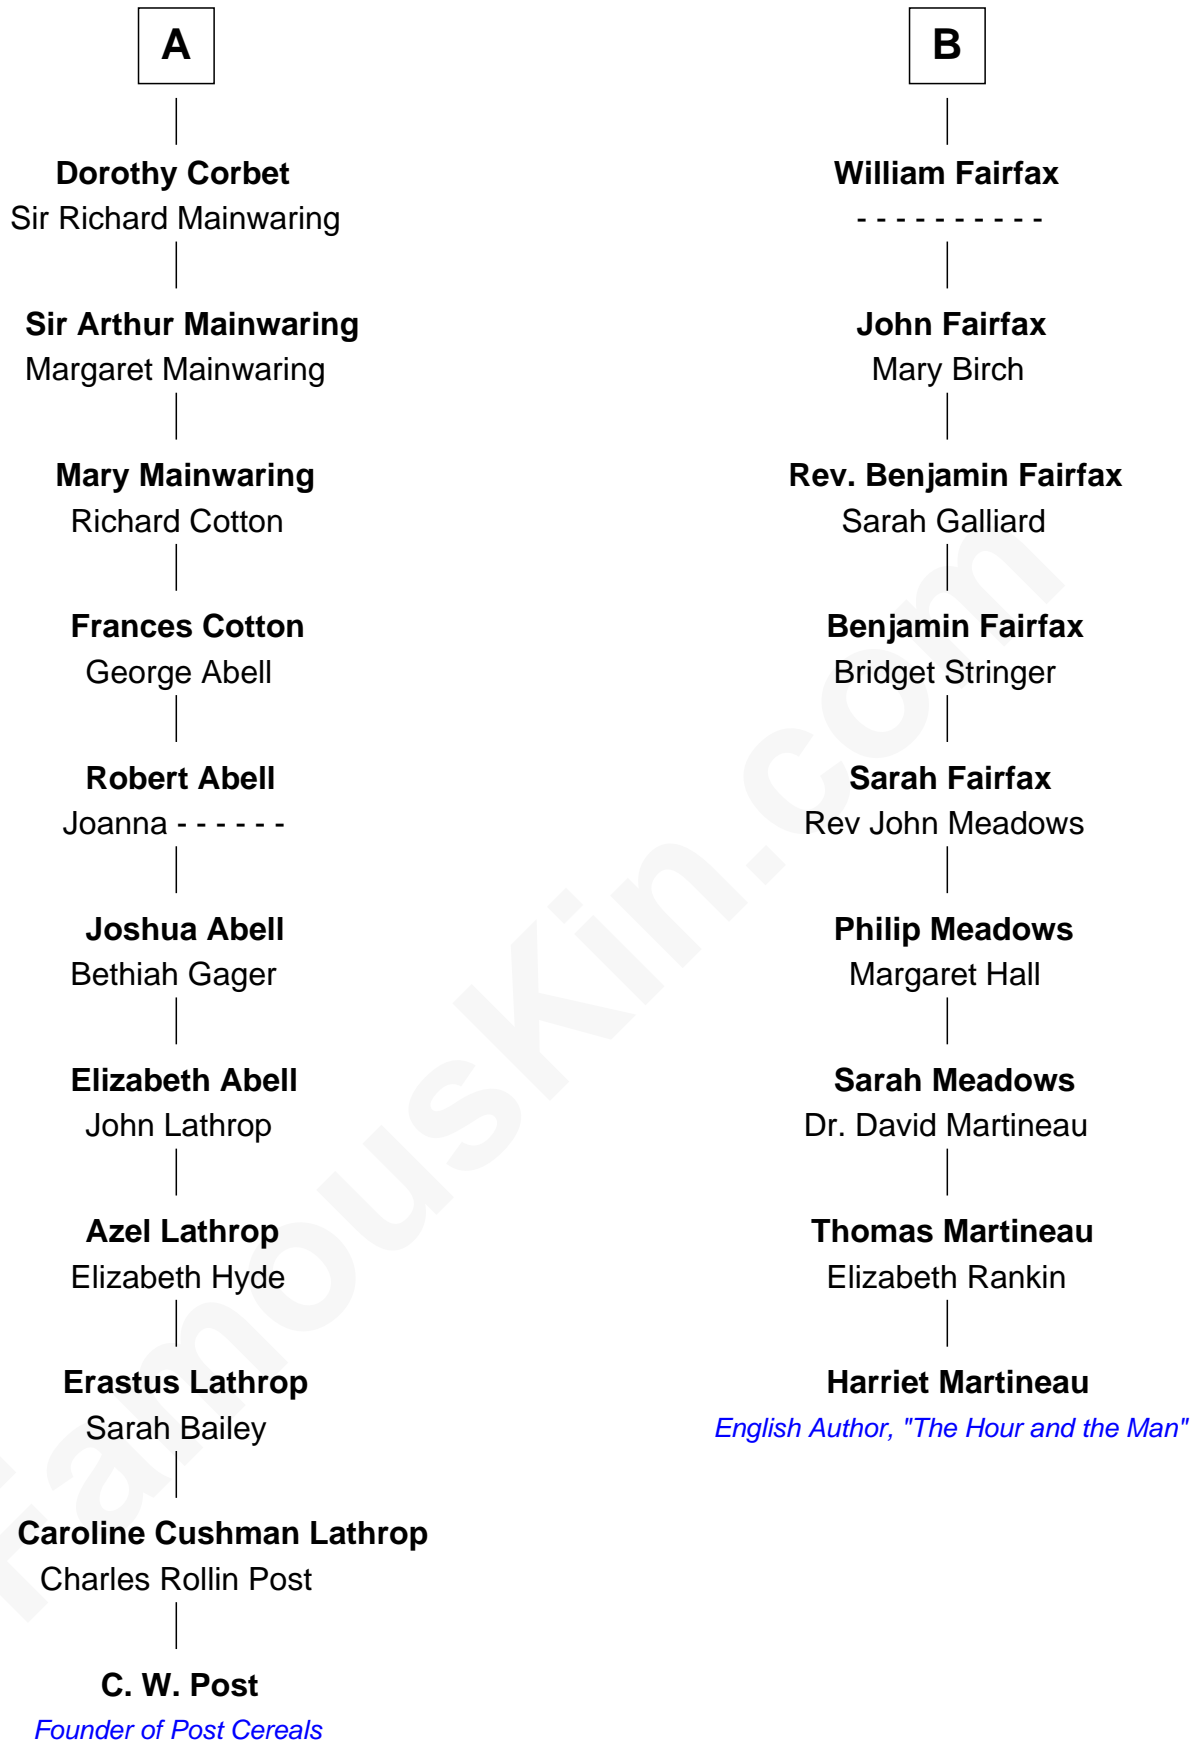 A
Dorothy Corbet
Sir Richard Mainwaring
Sir Arthur Mainwaring
Margaret Mainwaring
Mary Mainwaring
Richard Cotton
Frances Cotton
George Abell
Robert Abell
Joanna - - - - - -
Joshua Abell
Bethiah Gager
Elizabeth Abell
John Lathrop
Azel Lathrop
Elizabeth Hyde
Erastus Lathrop
Sarah Bailey
Caroline Cushman Lathrop
Charles Rollin Post
C. W. Post
Founder of Post Cereals
B
William Fairfax
- - - - - - - - - -
John Fairfax
Mary Birch
Rev. Benjamin Fairfax
Sarah Galliard
Benjamin Fairfax
Bridget Stringer
Sarah Fairfax
Rev John Meadows
Philip Meadows
Margaret Hall
Sarah Meadows
Dr. David Martineau
Thomas Martineau
Elizabeth Rankin
Harriet Martineau
English Author, "The Hour and the Man"
FamousKin.com